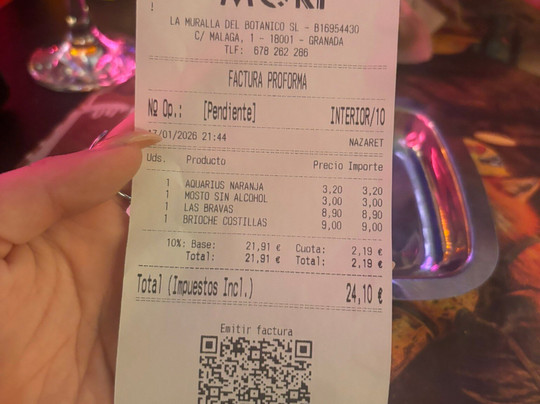 !
LA MURALLA DEL BOTANICO SL - B16954430
C/ MALAGA, 1 - 18001 - GRANADA
TLF: 678 262 266
FACTURA PROFORMA
Nº Op.: [Pendiente] INTERIOR/10
17/01/2026 21:44 NAZARET
Uds. Producto Precio Importe
1 AQUARIUS NARANJA 3,20 3,20
1 MOSTO SIN ALCOHOL 3,00 3,00
1 LAS BRAVAS 8,90 8,90
1 BRIOCHE COSTILLAS 9,00 9,00
10%: Base: 21,91 € Cuota: 2,19 €
Total: 21,91 € Total: 2,19 €
Total (Impuestos Incl.) 24,10 €
Emitir factura